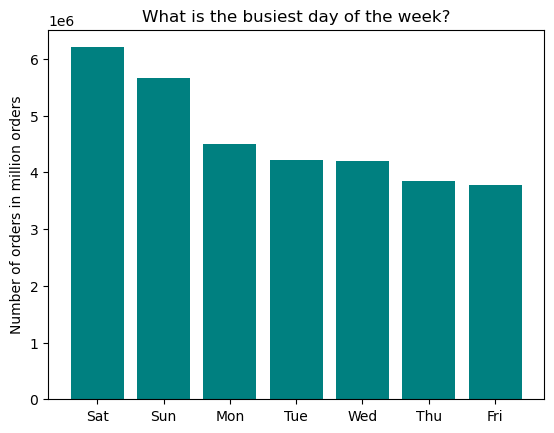 What is the busiest day of the week?
1e6
Number of orders in million orders
6
5
4
3
2
1
0
Sat Sun Mon Tue Wed Thu Fri